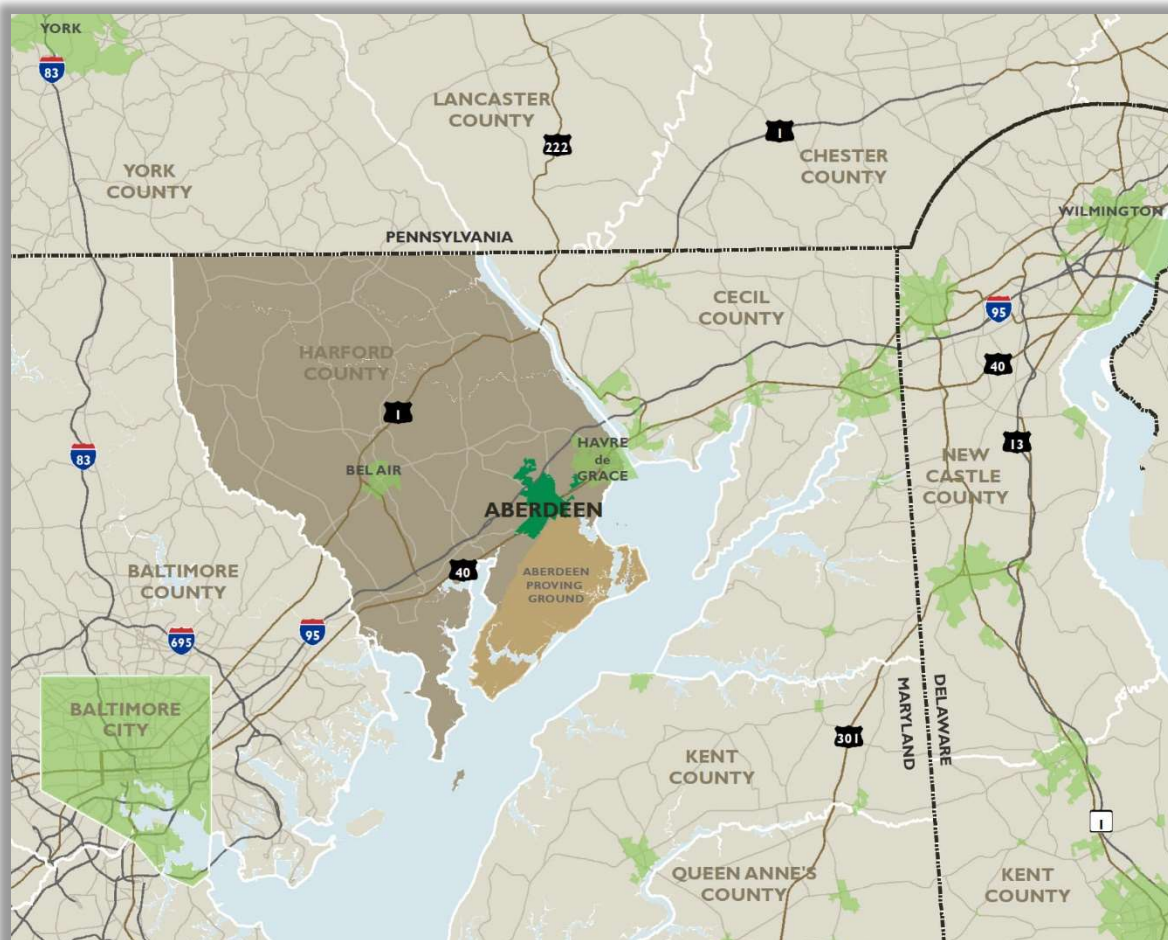 YORK
83
LANCASTER
COUNTY
222
1
CHESTER
COUNTY
YORK
COUNTY
WILMINGTON
PENNSYLVANIA
CECIL
COUNTY
95
HARFORD
COUNTY
40
1
13
83
HAVRE
de
GRACE
BEL AIR
NEW
CASTLE
COUNTY
ABERDEEN
BALTIMORE
COUNTY
40
ABERDEEN
PROVING
GROUND
695
95
BALTIMORE
CITY
MARYLAND
DELAWARE
301
KENT
COUNTY
1
QUEEN ANNE'S
COUNTY
KENT
COUNTY